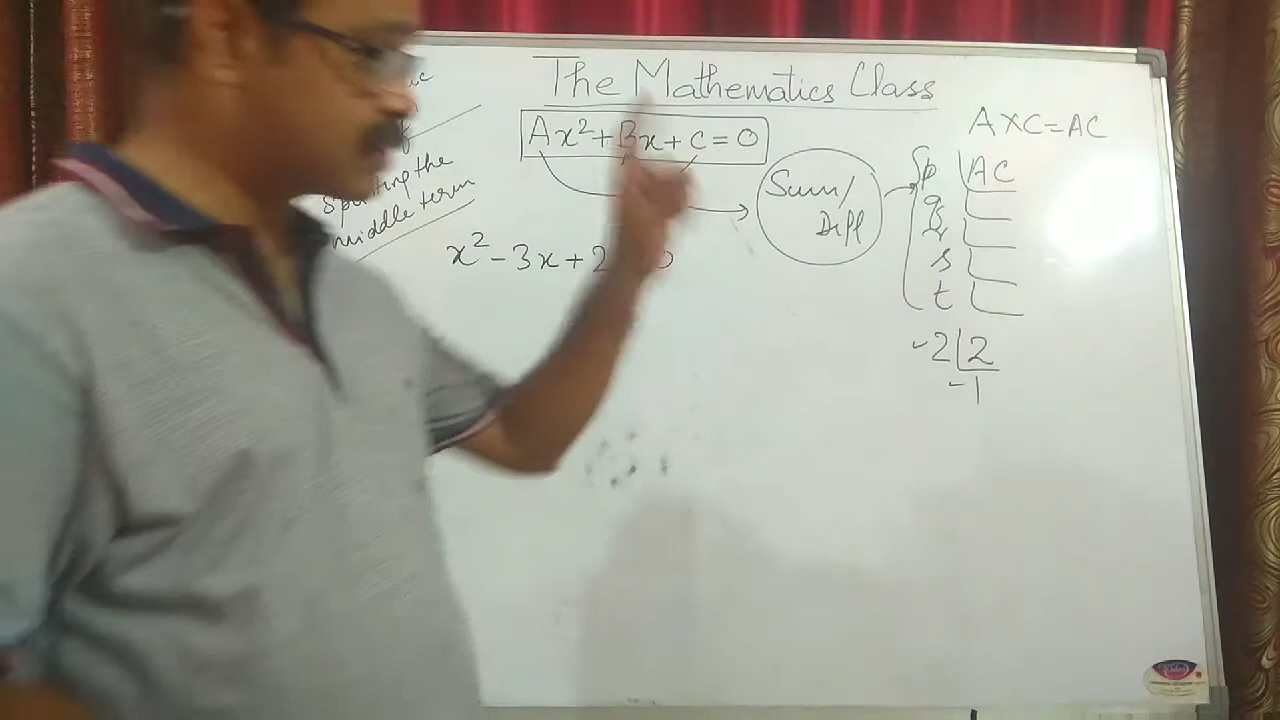 The Mathematics Class
middle term
the
Ax²+Bx+C=0
Sum/
Diff
x²-3x+2
A×C=AC
p | AC
q
r
s
t
-2 | 2
-1